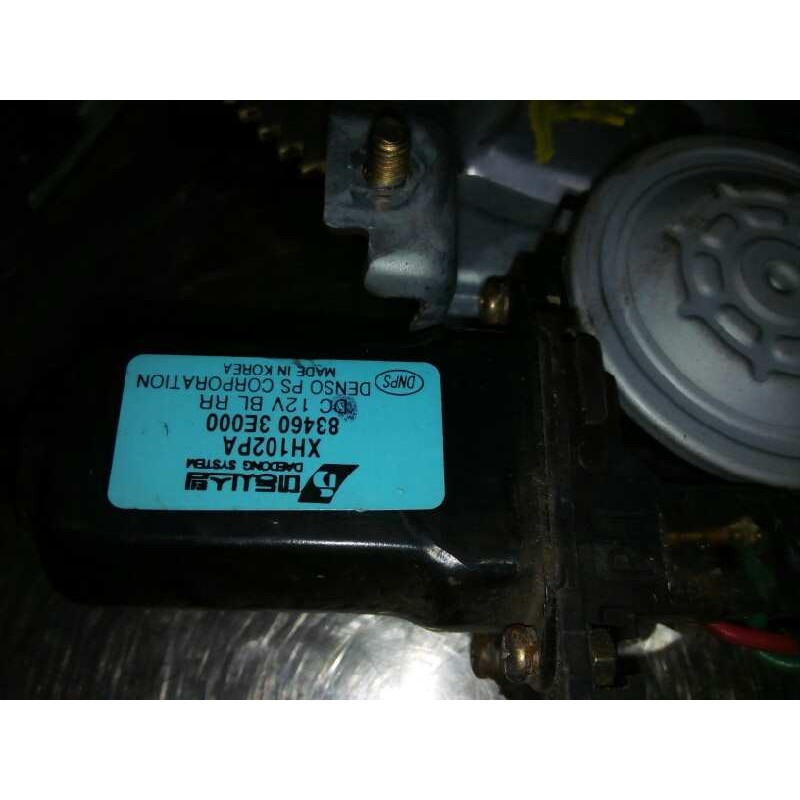 대동시스템
DAEDONG SYSTEM
XH102PA
83460 3E000
DC 12V BL RR
DENSO PS CORPORATION
MADE IN KOREA
DNPS